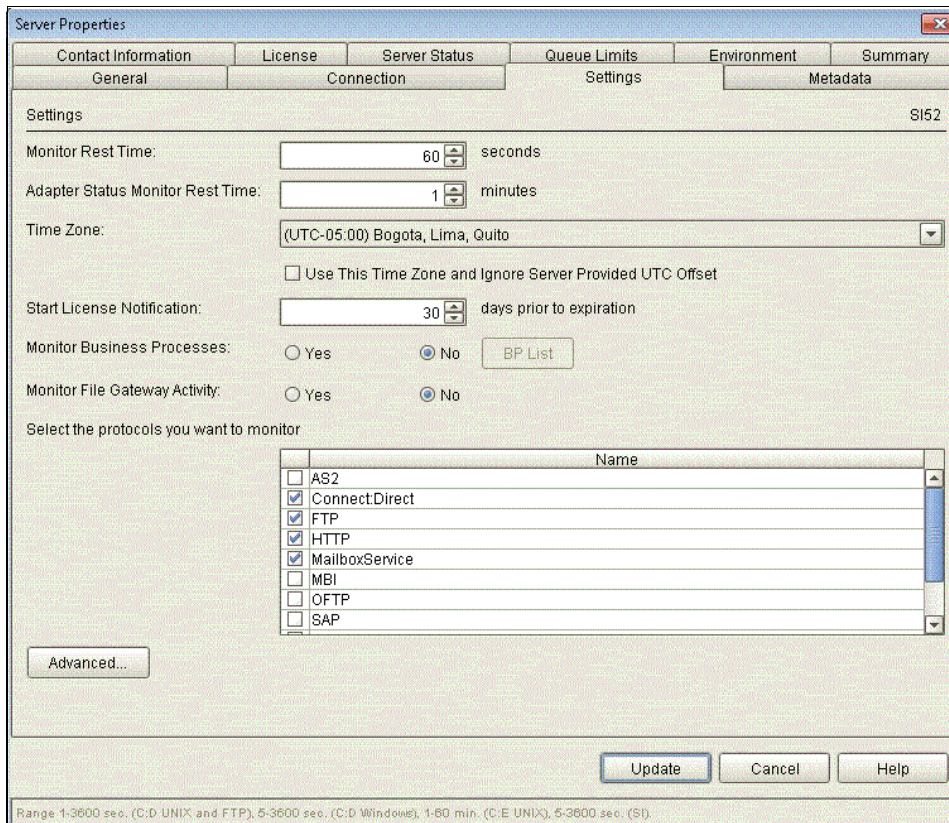 Server Properties
Contact Information License Server Status Queue Limits Environment Summary
General Connection Settings Metadata
Settings SI52
Monitor Rest Time: 60 seconds
Adapter Status Monitor Rest Time: 1 minutes
Time Zone: (UTC-05:00) Bogota, Lima, Quito
Use This Time Zone and Ignore Server Provided UTC Offset
Start License Notification: 30 days prior to expiration
Monitor Business Processes: Yes No BP List
Monitor File Gateway Activity: Yes No
Select the protocols you want to monitor
Name
AS2
Connect:Direct
FTP
HTTP
MailboxService
MBI
OFTP
SAP
Advanced...
Update Cancel Help
Range 1-3600 sec. (C:D UNIX and FTP), 5-3600 sec. (C:D Windows), 1-60 min. (C:E UNIX), 5-3600 sec. (SI).